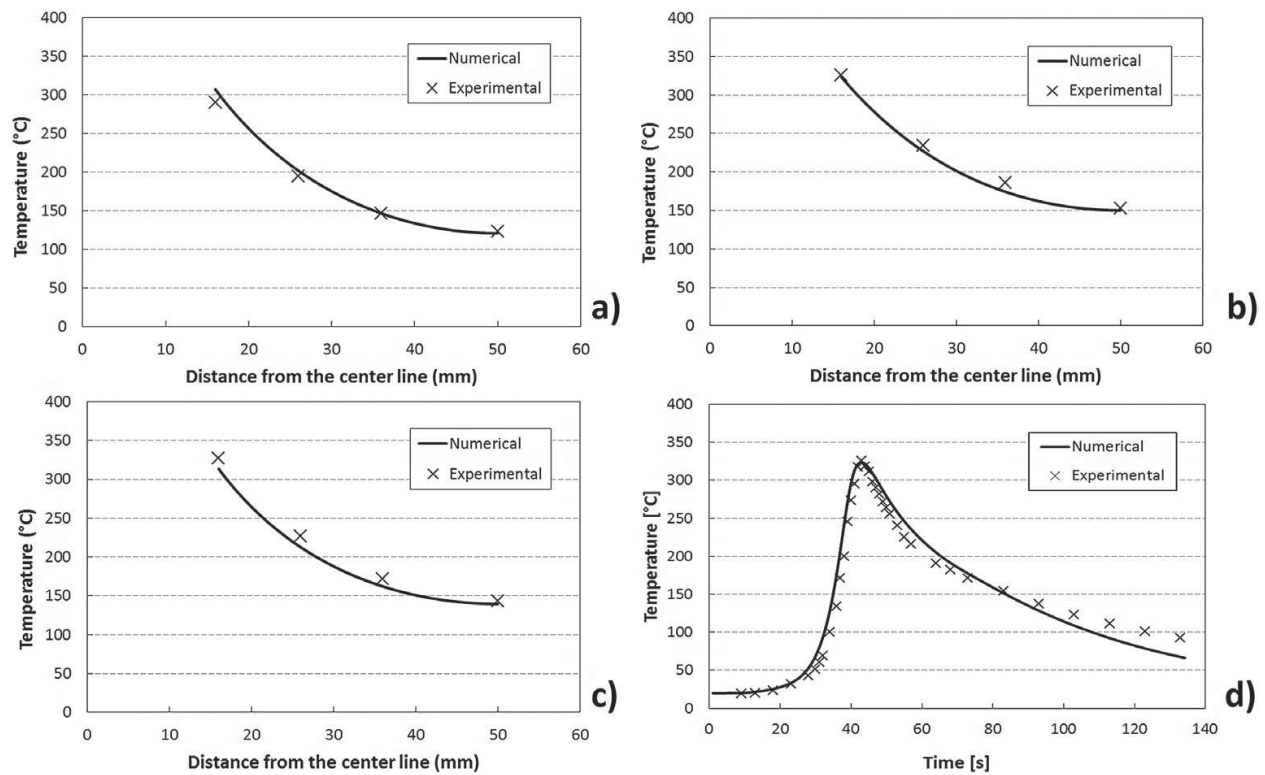 400
350
300
250
200
150
100
50
0
Temperature (°C)
Numerical
Experimental
a)
0 10 20 30 40 50 60
Distance from the center line (mm)
400
350
300
250
200
150
100
50
0
Temperature (°C)
Numerical
Experimental
b)
0 10 20 30 40 50 60
Distance from the center line (mm)
400
350
300
250
200
150
100
50
0
Temperature (°C)
Numerical
Experimental
c)
0 10 20 30 40 50 60
Distance from the center line (mm)
400
350
300
250
200
150
100
50
0
Temperature [°C]
Numerical
Experimental
d)
0 20 40 60 80 100 120 140
Time [s]